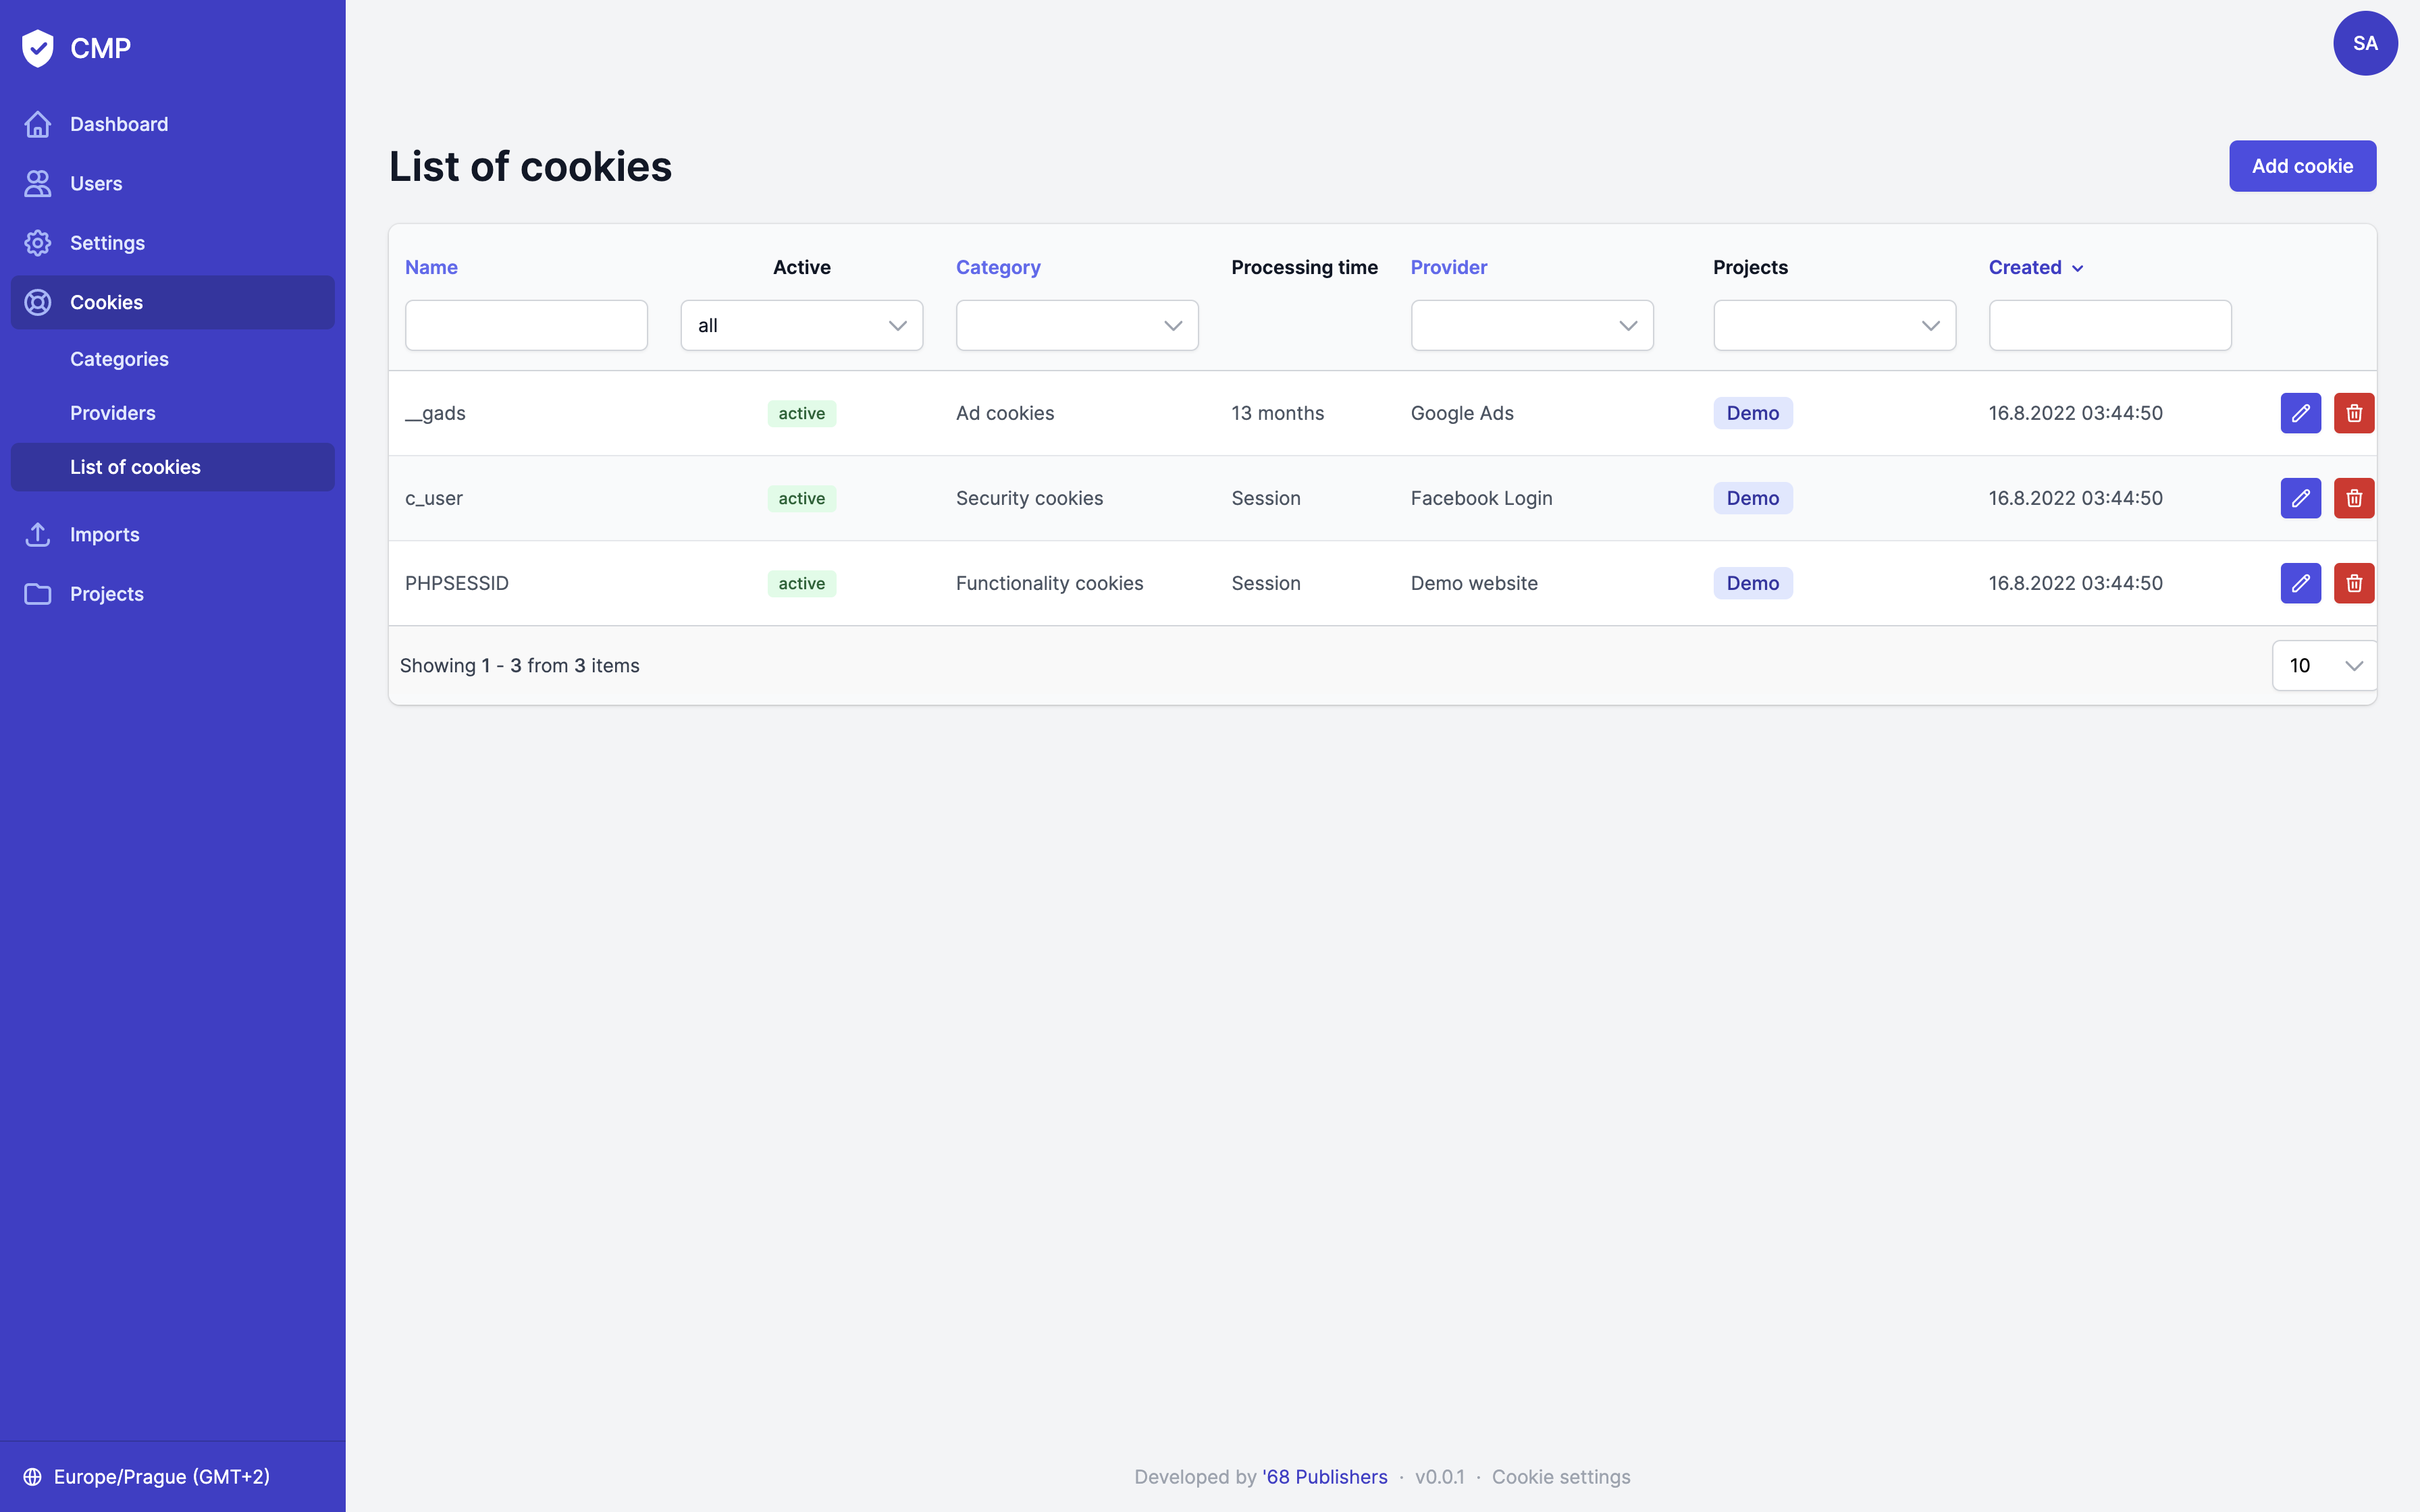 CMP
SA
Dashboard
Users
Settings
Cookies
Categories
Providers
List of cookies
Imports
Projects
Europe/Prague (GMT+2)
List of cookies
Add cookie
Name Active Category Processing time Provider Projects Created
all
__gads active Ad cookies 13 months Google Ads Demo 16.8.2022 03:44:50
c_user active Security cookies Session Facebook Login Demo 16.8.2022 03:44:50
PHPSESSID active Functionality cookies Session Demo website Demo 16.8.2022 03:44:50
Showing 1 - 3 from 3 items 10
Developed by '68 Publishers · v0.0.1 · Cookie settings